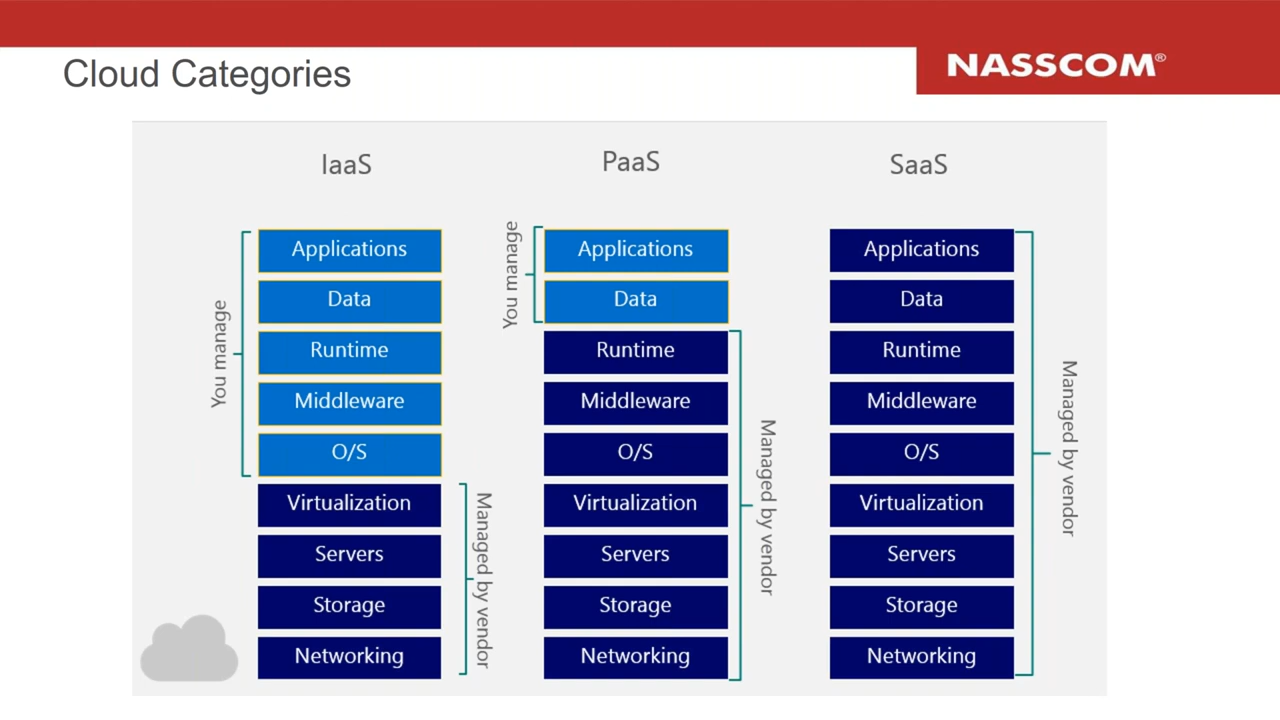 Cloud Categories
NASSCOM®
IaaS
You manage
Applications
Data
Runtime
Middleware
O/S
Virtualization
Servers
Storage
Networking
Managed by vendor
PaaS
You manage
Applications
Data
Runtime
Middleware
O/S
Virtualization
Servers
Storage
Networking
Managed by vendor
SaaS
Applications
Data
Runtime
Middleware
O/S
Virtualization
Servers
Storage
Networking
Managed by vendor